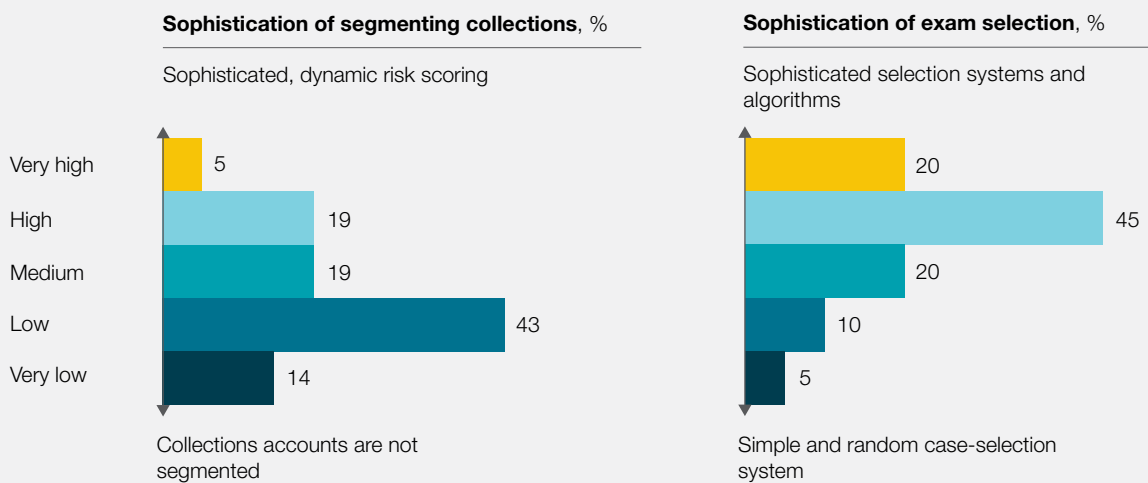 Sophistication of segmenting collections, %
Sophisticated, dynamic risk scoring
Very high
5
High
19
Medium
19
Low
43
Very low
14
Collections accounts are not
segmented
Sophistication of exam selection, %
Sophisticated selection systems and
algorithms
20
45
20
10
5
Simple and random case-selection
system